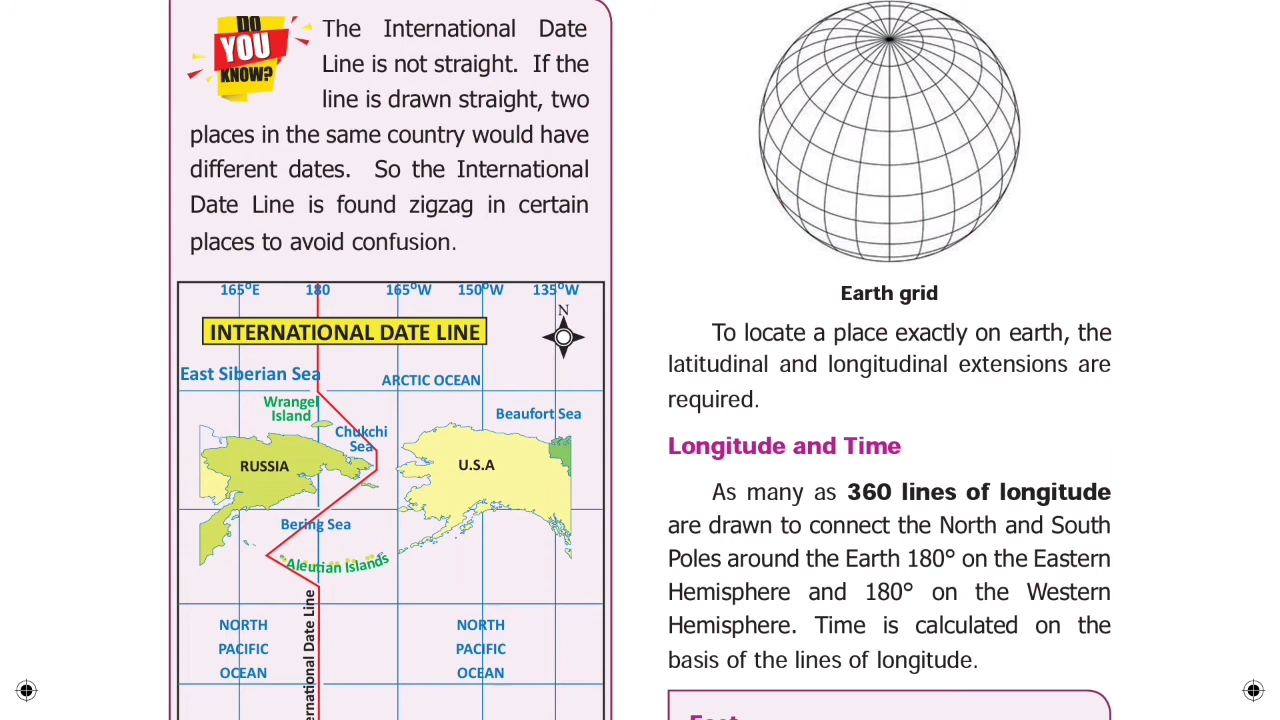 DO
YOU
KNOW?
The International Date
Line is not straight. If the
line is drawn straight, two
places in the same country would have
different dates. So the International
Date Line is found zigzag in certain
places to avoid confusion.
165°E 180 165°W 150°W 135°W
N
INTERNATIONAL DATE LINE
East Siberian Sea
ARCTIC OCEAN
Wrangel
Island
Beaufort Sea
Chukchi
Sea
RUSSIA
U.S.A
Bering Sea
Aleutian Islands
NORTH
PACIFIC
OCEAN
ernational Date Line
NORTH
PACIFIC
OCEAN
Earth grid
To locate a place exactly on earth, the
latitudinal and longitudinal extensions are
required.
Longitude and Time
As many as 360 lines of longitude
are drawn to connect the North and South
Poles around the Earth 180° on the Eastern
Hemisphere and 180° on the Western
Hemisphere. Time is calculated on the
basis of the lines of longitude.